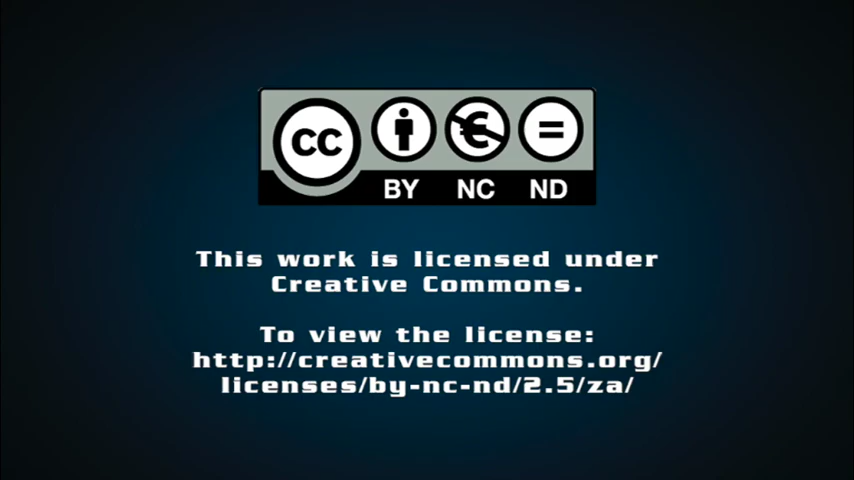 CC
BY NC ND
This work is licensed under
Creative Commons.
To view the license:
http://creativecommons.org/
licenses/by-nc-nd/2.5/za/